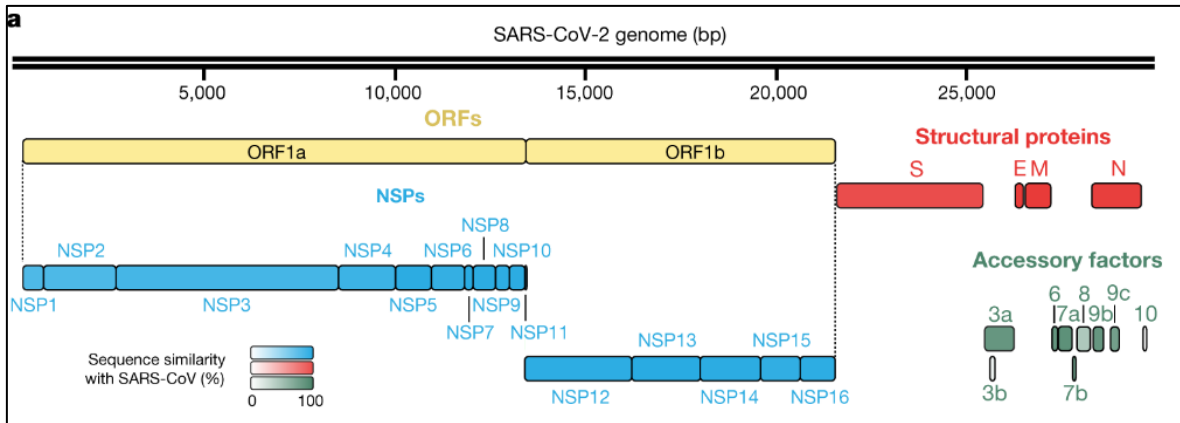 a
SARS-CoV-2 genome (bp)
5,000 10,000 15,000 20,000 25,000
ORFs
ORF1a ORF1b
Structural proteins
S E M N
NSPs
NSP8
NSP2 NSP4 NSP6 NSP10
NSP1 NSP3 NSP5 NSP9
NSP7 NSP11
Accessory factors
6 8 9c
3a 7a 9b 10
3b 7b
NSP13 NSP15
NSP12 NSP14 NSP16
Sequence similarity
with SARS-CoV (%)
0 100